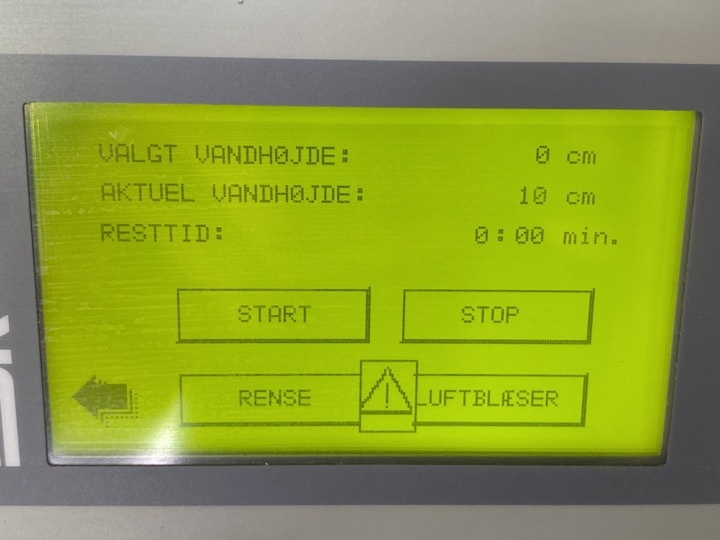 VALGT VANDHØJDE: 0 cm
AKTUEL VANDHØJDE: 10 cm
RESTTID: 0:00 min.
START STOP
RENSE LUFTBLÆSER